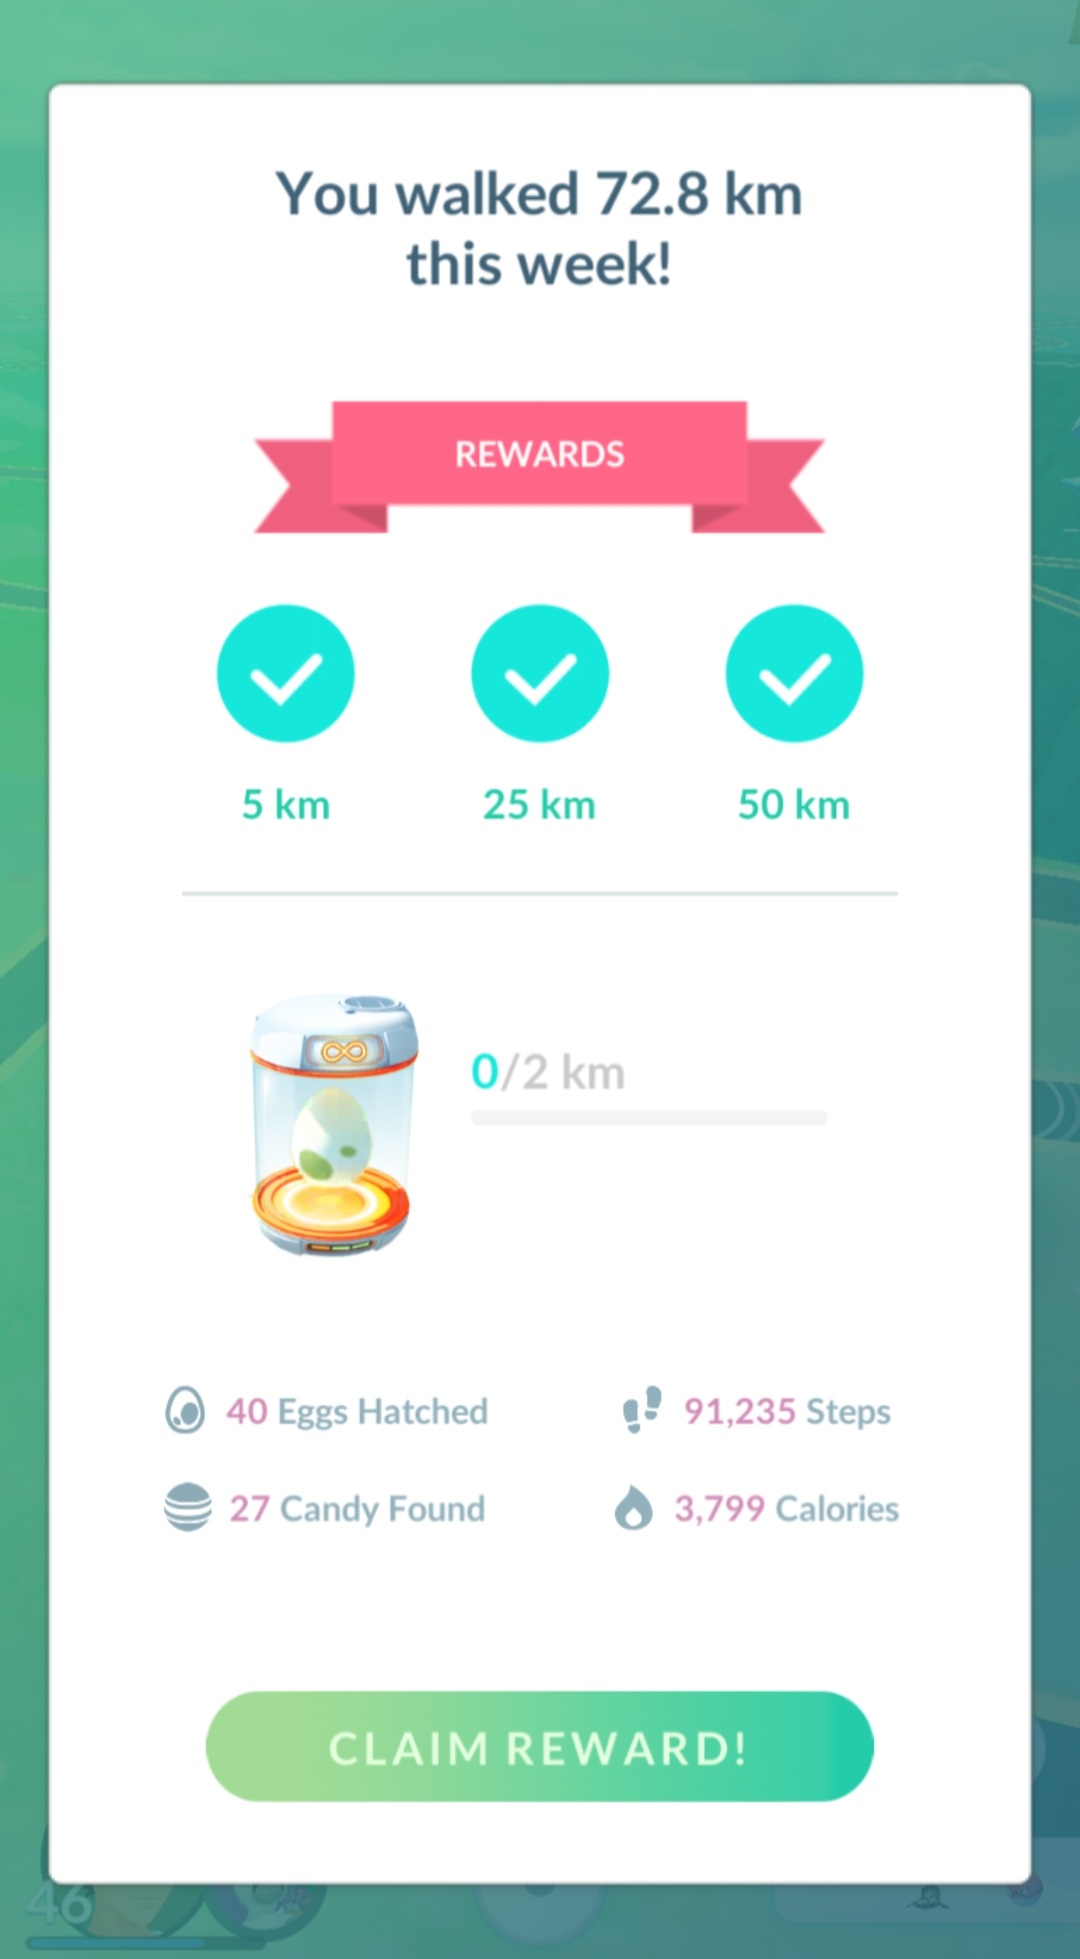 You walked 72.8 km
this week!
REWARDS
5 km 25 km 50 km
0/2 km
40 Eggs Hatched 91,235 Steps
27 Candy Found 3,799 Calories
CLAIM REWARD!
46